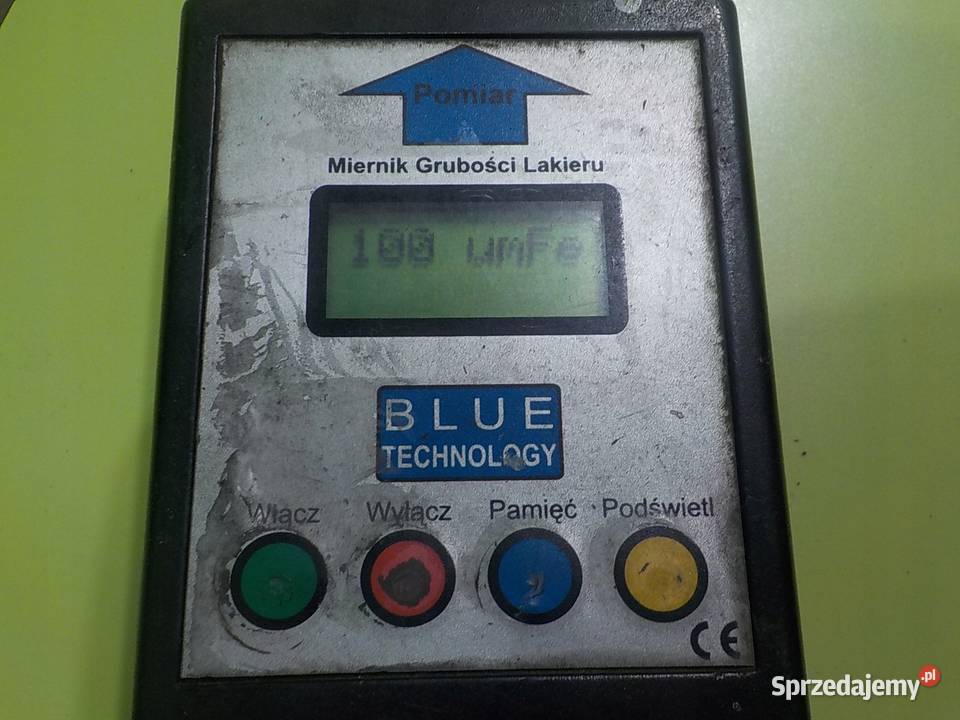 Pomiar
Miernik Grubości Lakieru
100 umFe
BLUE
TECHNOLOGY
Włącz Wyłącz Pamięć Podświetl
CE
Sprzedajemy.pl